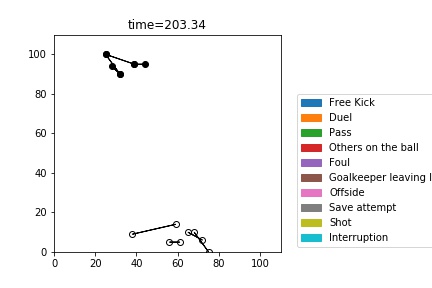 time=203.34
100
80
60
40
20
0
0 20 40 60 80 100
Free Kick
Duel
Pass
Others on the ball
Foul
Goalkeeper leaving l
Offside
Save attempt
Shot
Interruption